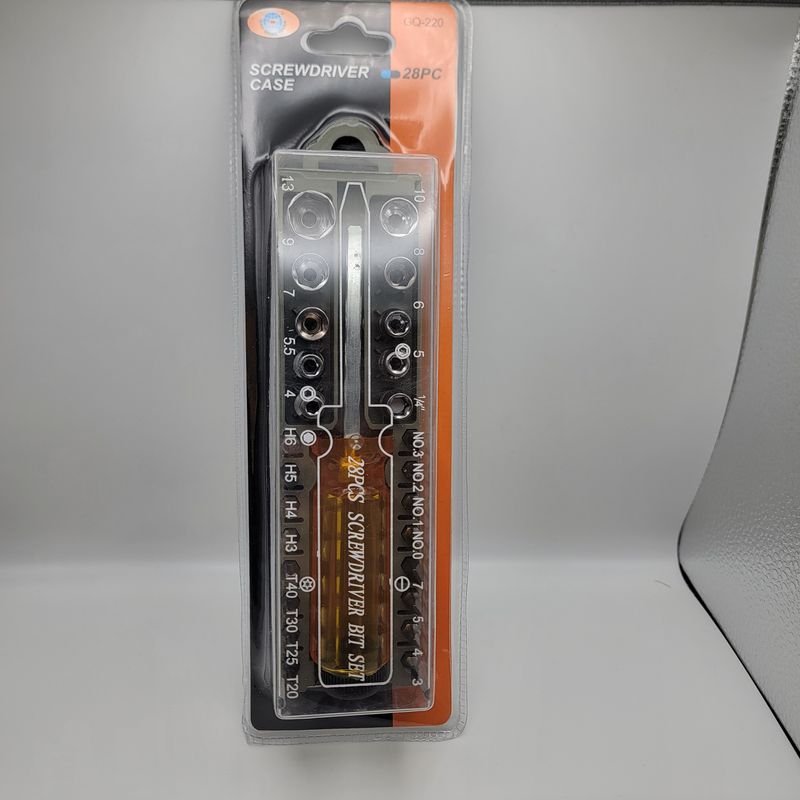 GQ-220
SCREWDRIVER
CASE
28PC
13
10
9
8
7
6
5.5
5
4
1/4"
H6
H5
H4
H3
T40
T30
T25
T20
28PCS SCREWDRIVER BIT SET
NO.3
NO.2
NO.1
NO.0
7
5
4
3